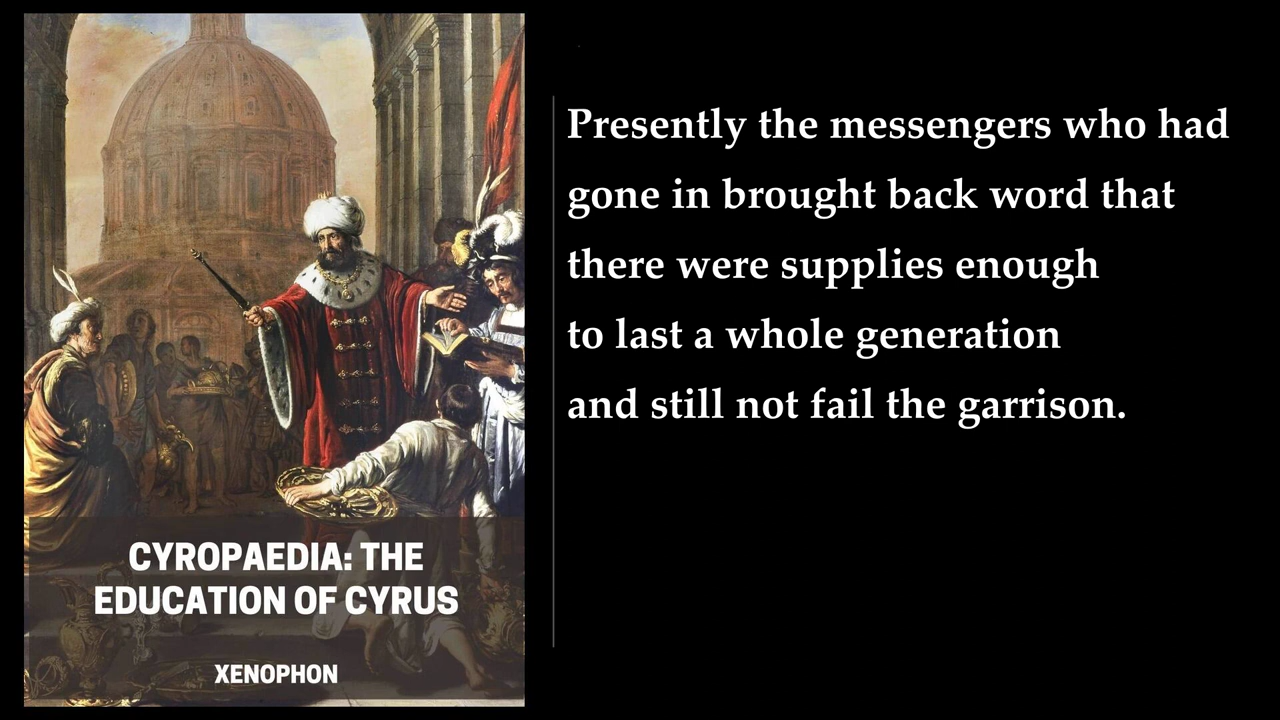 CYROPAEDIA: THE
EDUCATION OF CYRUS
XENOPHON
Presently the messengers who had
gone in brought back word that
there were supplies enough
to last a whole generation
and still not fail the garrison.